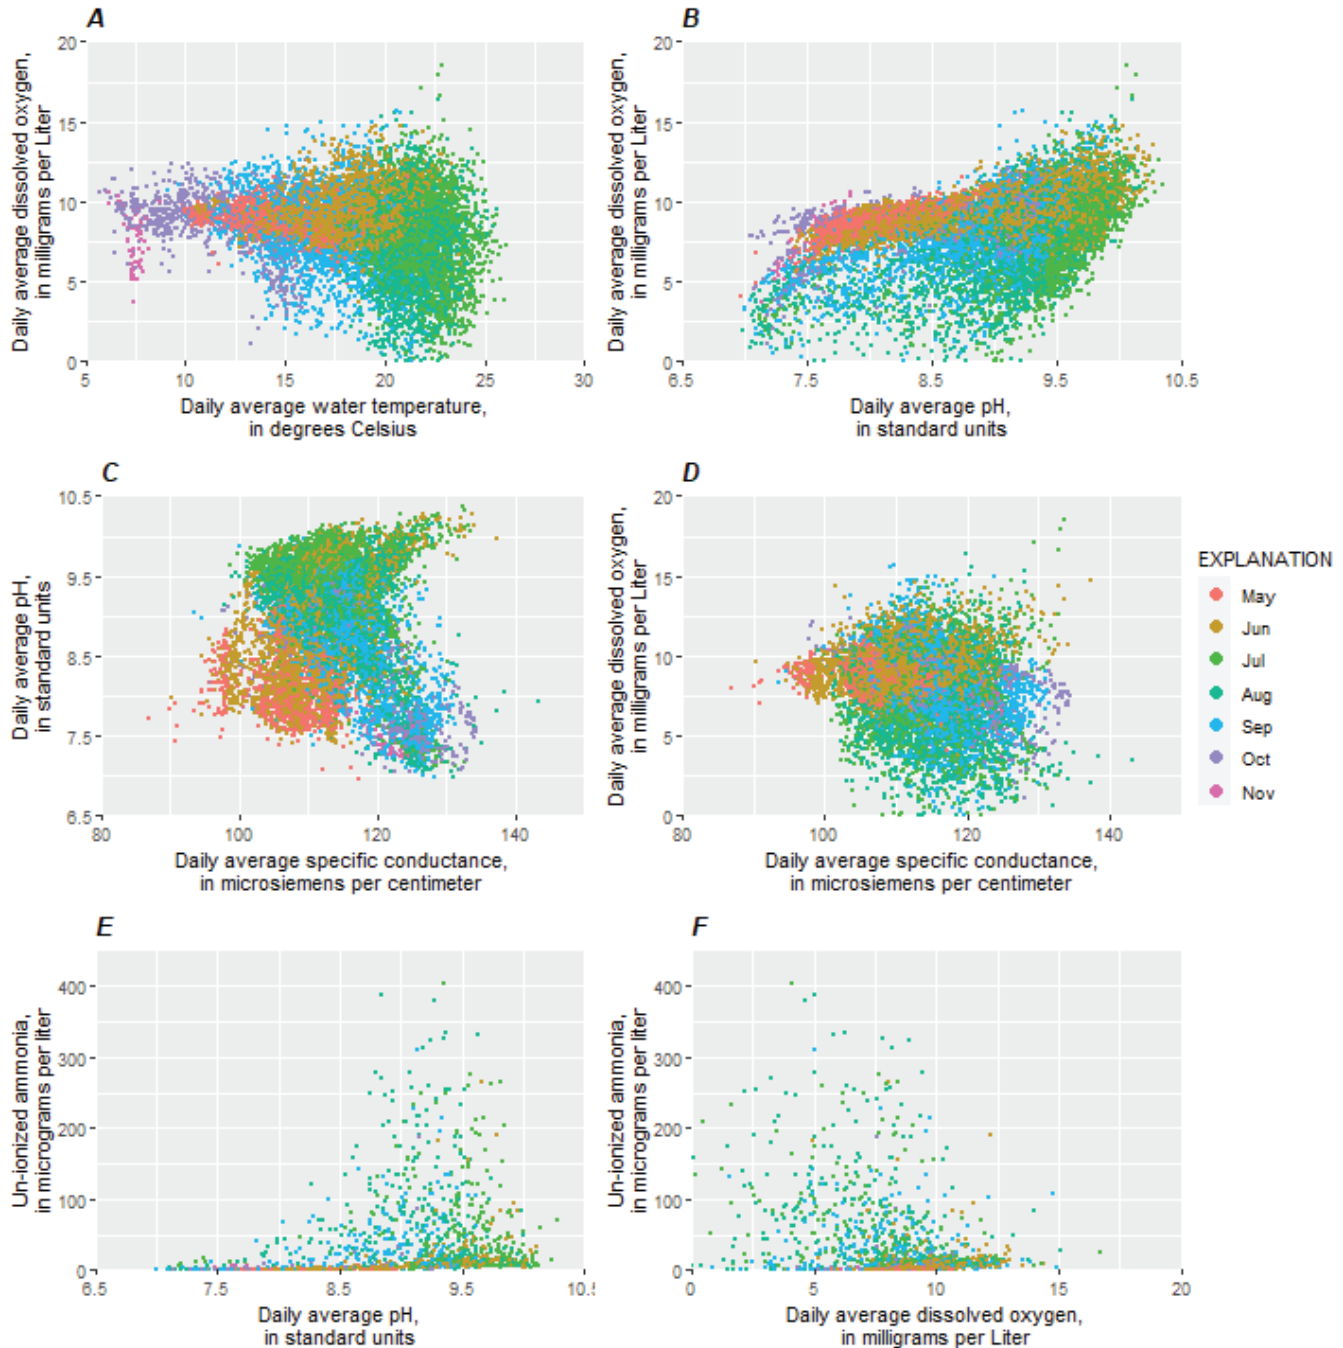 A
Daily average dissolved oxygen,
in milligrams per Liter
20
15
10
5
0
5 10 15 20 25 30
Daily average water temperature,
in degrees Celsius
B
Daily average dissolved oxygen,
in milligrams per Liter
20
15
10
5
0
6.5 7.5 8.5 9.5 10.5
Daily average pH,
in standard units
C
Daily average pH,
in standard units
10.5
9.5
8.5
7.5
6.5
80 100 120 140
Daily average specific conductance,
in microsiemens per centimeter
D
Daily average dissolved oxygen,
in milligrams per Liter
20
15
10
5
0
80 100 120 140
Daily average specific conductance,
in microsiemens per centimeter
EXPLANATION
May
Jun
Jul
Aug
Sep
Oct
Nov
E
Un-ionized ammonia,
in micrograms per liter
400
300
200
100
0
6.5 7.5 8.5 9.5
Daily average pH,
in standard units
F
Un-ionized ammonia,
in micrograms per liter
400
300
200
100
0
0 5 10 15 20
Daily average dissolved oxygen,
in milligrams per Liter